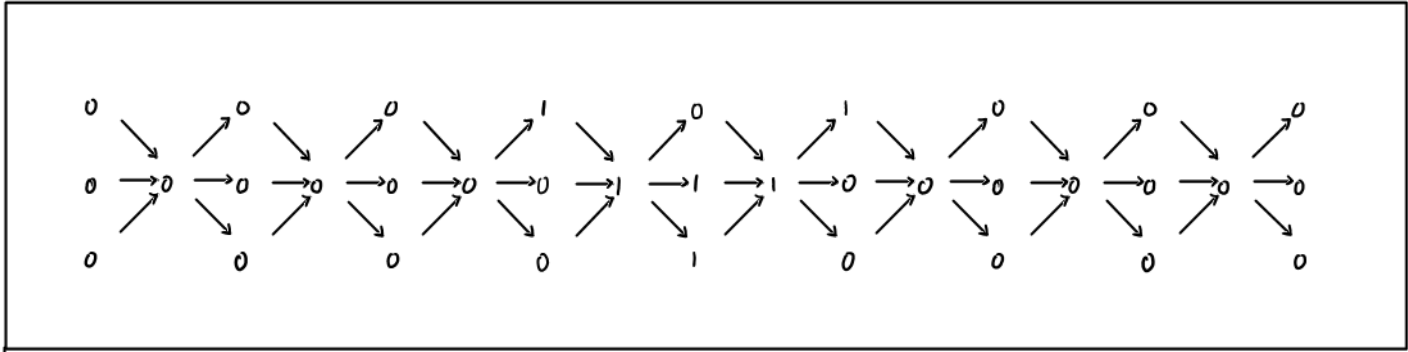 0 0 0 1 0 1 0 0 0
0 → 0 → 0 → 0 → 0 → 0 → 0 → 1 → 1 → 1 → 0 → 0 → 0 → 0 → 0 → 0 → 0
0 0 0 0 1 0 0 0 0